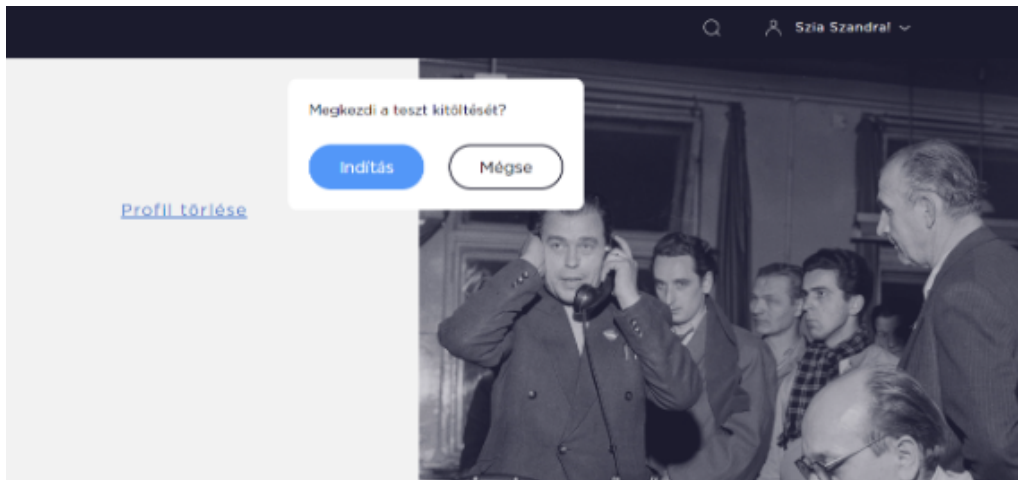 Szia Szandra!
Megkezdi a teszt kitöltését?
Indítás
Mégse
Profil törlése